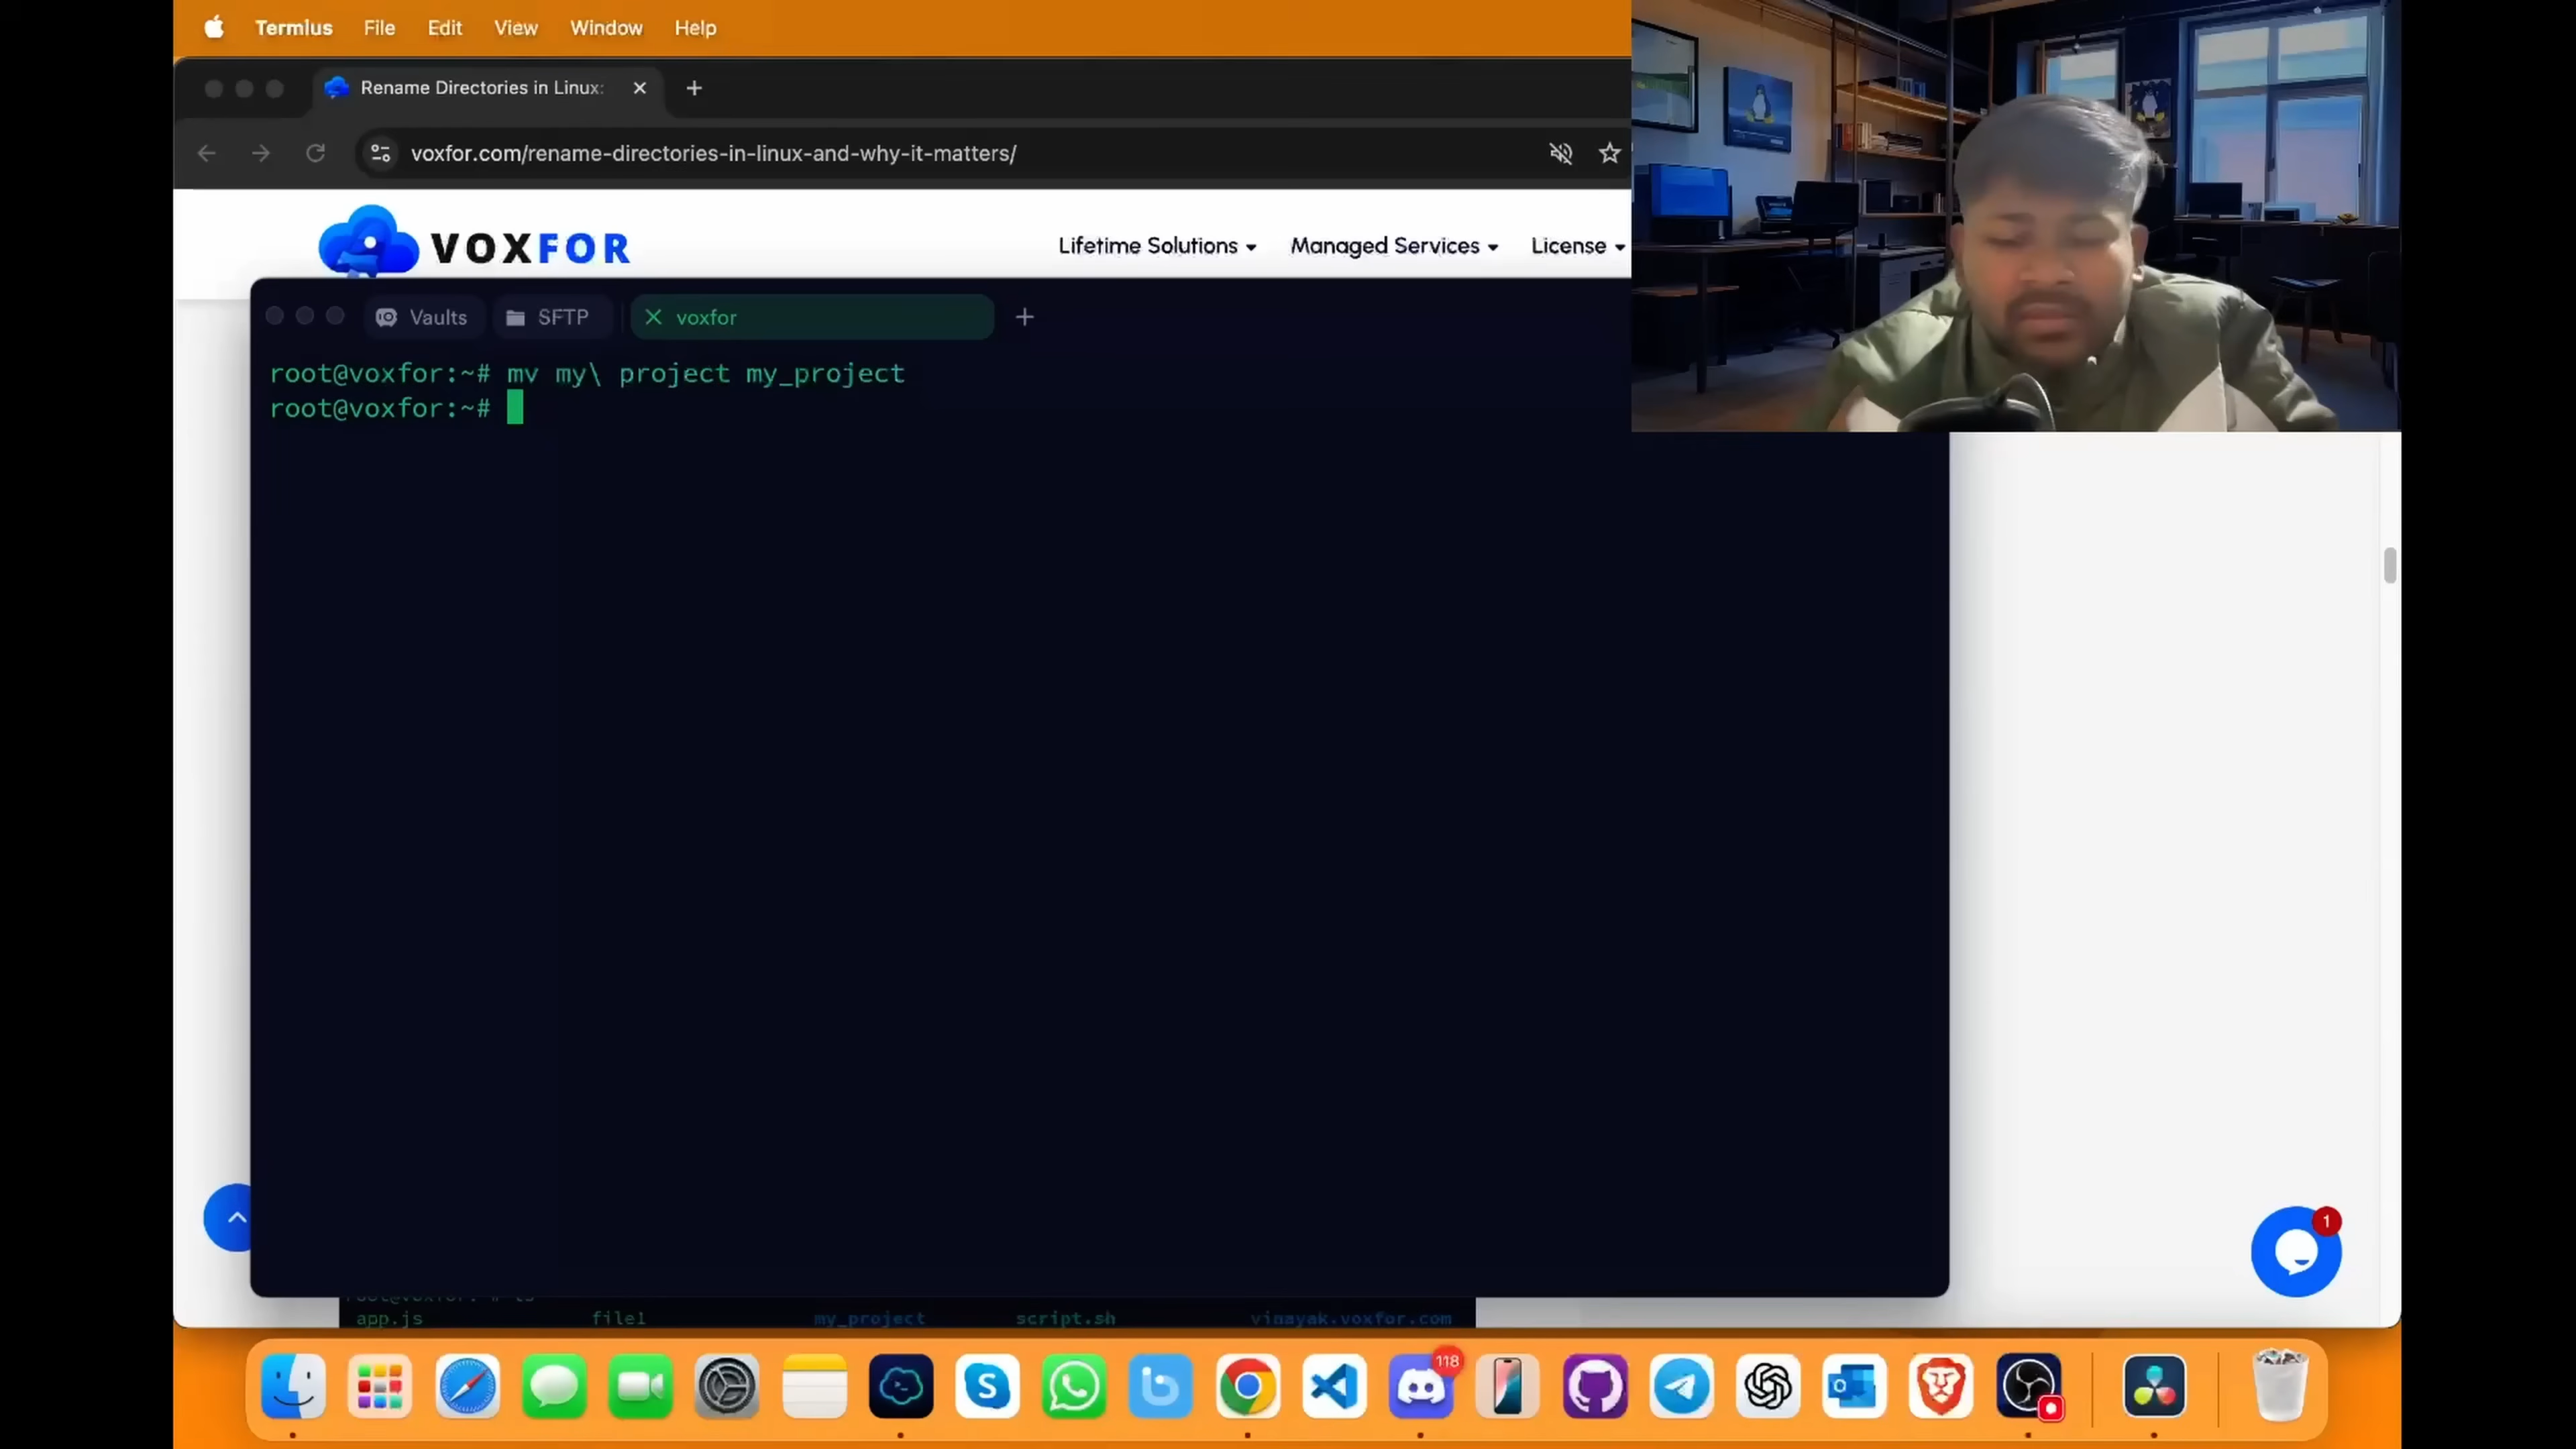 Termius File Edit View Window Help
Rename Directories in Linux:
voxfor.com/rename-directories-in-linux-and-why-it-matters/
VOXFOR
Lifetime Solutions Managed Services License
Vaults SFTP voxfor
root@voxfor:~# mv my\ project my_project
root@voxfor:~#
1
app.js file1 my_project script.sh vinayak.voxfor.com
118